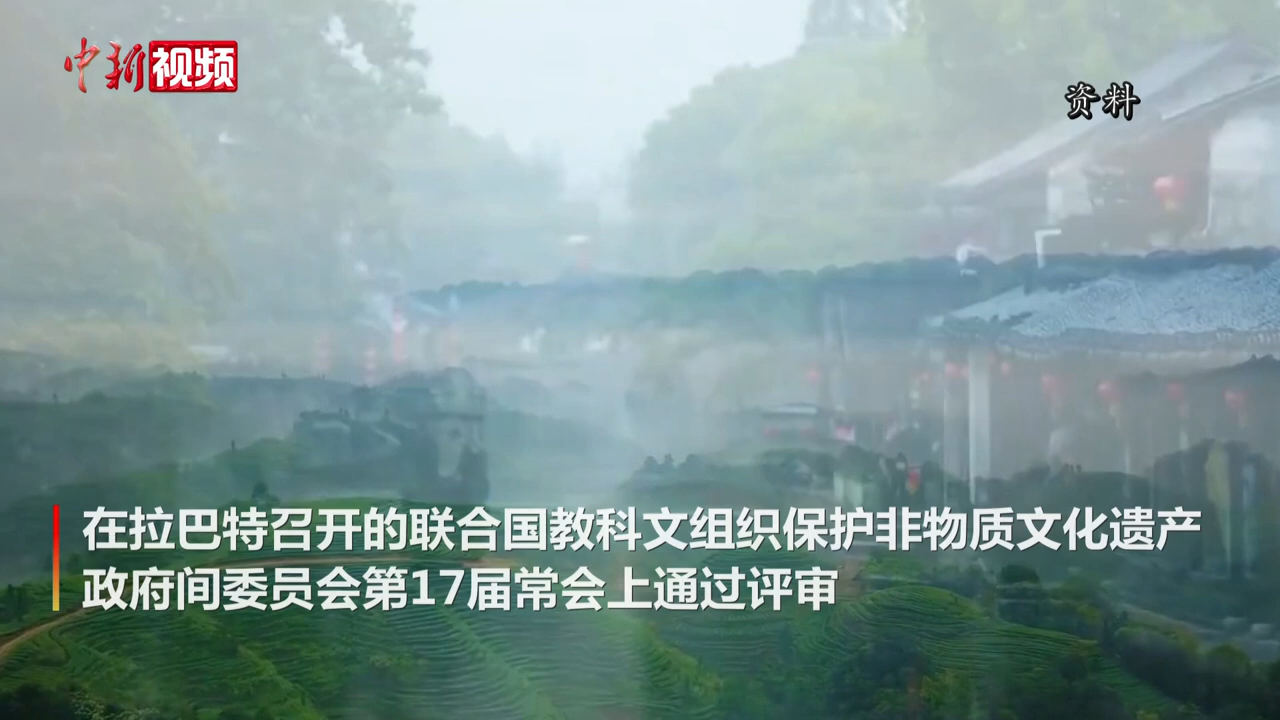 中新视频
资料
在拉巴特召开的联合国教科文组织保护非物质文化遗产
政府间委员会第17届常会上通过评审